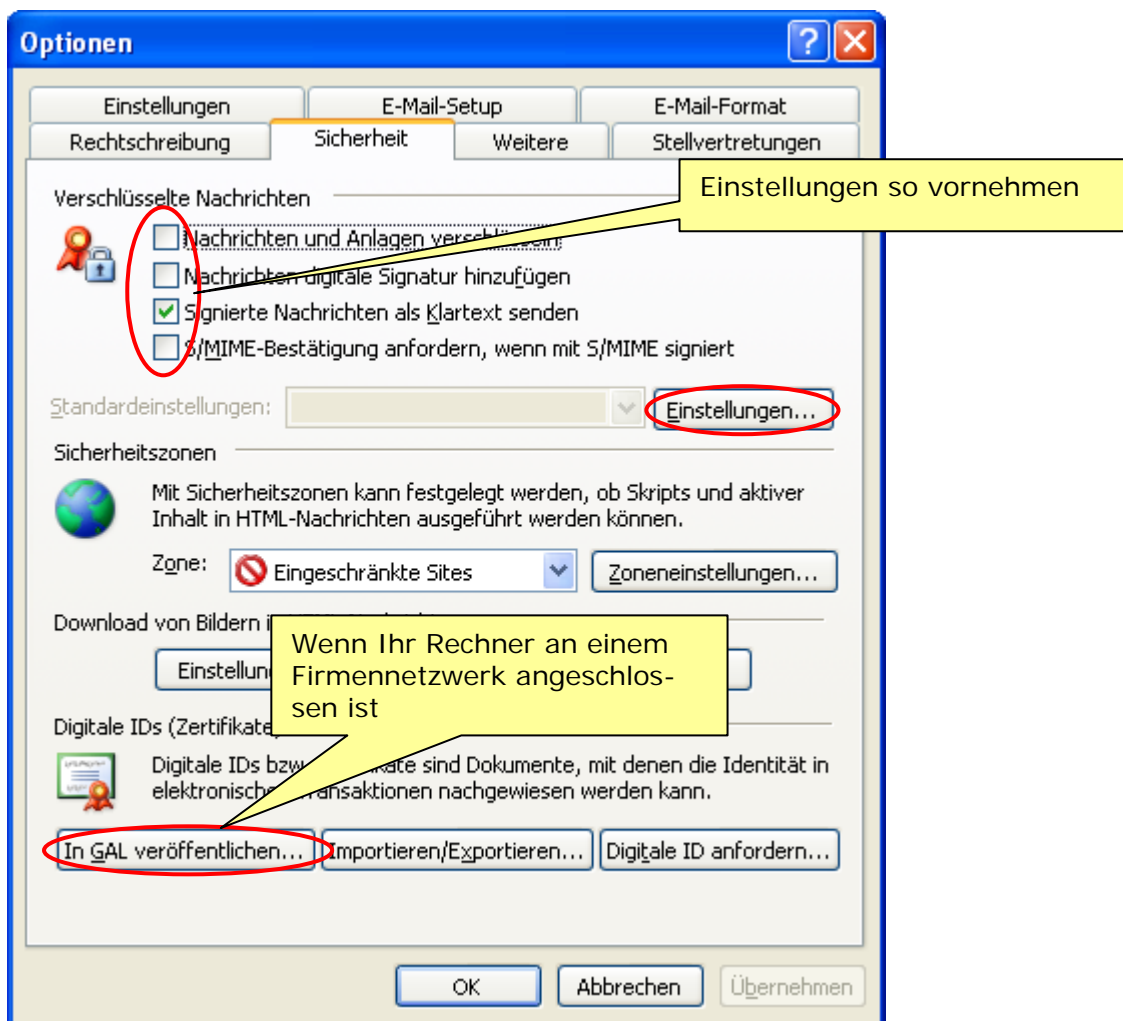 Optionen
Einstellungen E-Mail-Setup E-Mail-Format
Rechtschreibung Sicherheit Weitere Stellvertretungen
Einstellungen so vornehmen
Verschlüsselte Nachrichten
Nachrichten und Anlagen verschlüsseln
Nachrichten digitale Signatur hinzufügen
Signierte Nachrichten als Klartext senden
S/MIME-Bestätigung anfordern, wenn mit S/MIME signiert
Standardeinstellungen: Einstellungen...
Sicherheitszonen
Mit Sicherheitszonen kann festgelegt werden, ob Skripts und aktiver
Inhalt in HTML-Nachrichten ausgeführt werden können.
Zone: Eingeschränkte Sites Zoneneinstellungen...
Download von Bildern
Wenn Ihr Rechner an einem
Firmennetzwerk angeschlos-
sen ist
Digitale IDs (Zertifikate)
Digitale IDs bzw. sind Dokumente, mit denen die Identität in
elektronischen Transaktionen nachgewiesen werden kann.
In GAL veröffentlichen... Importieren/Exportieren... Digitale ID anfordern...
OK Abbrechen Übernehmen